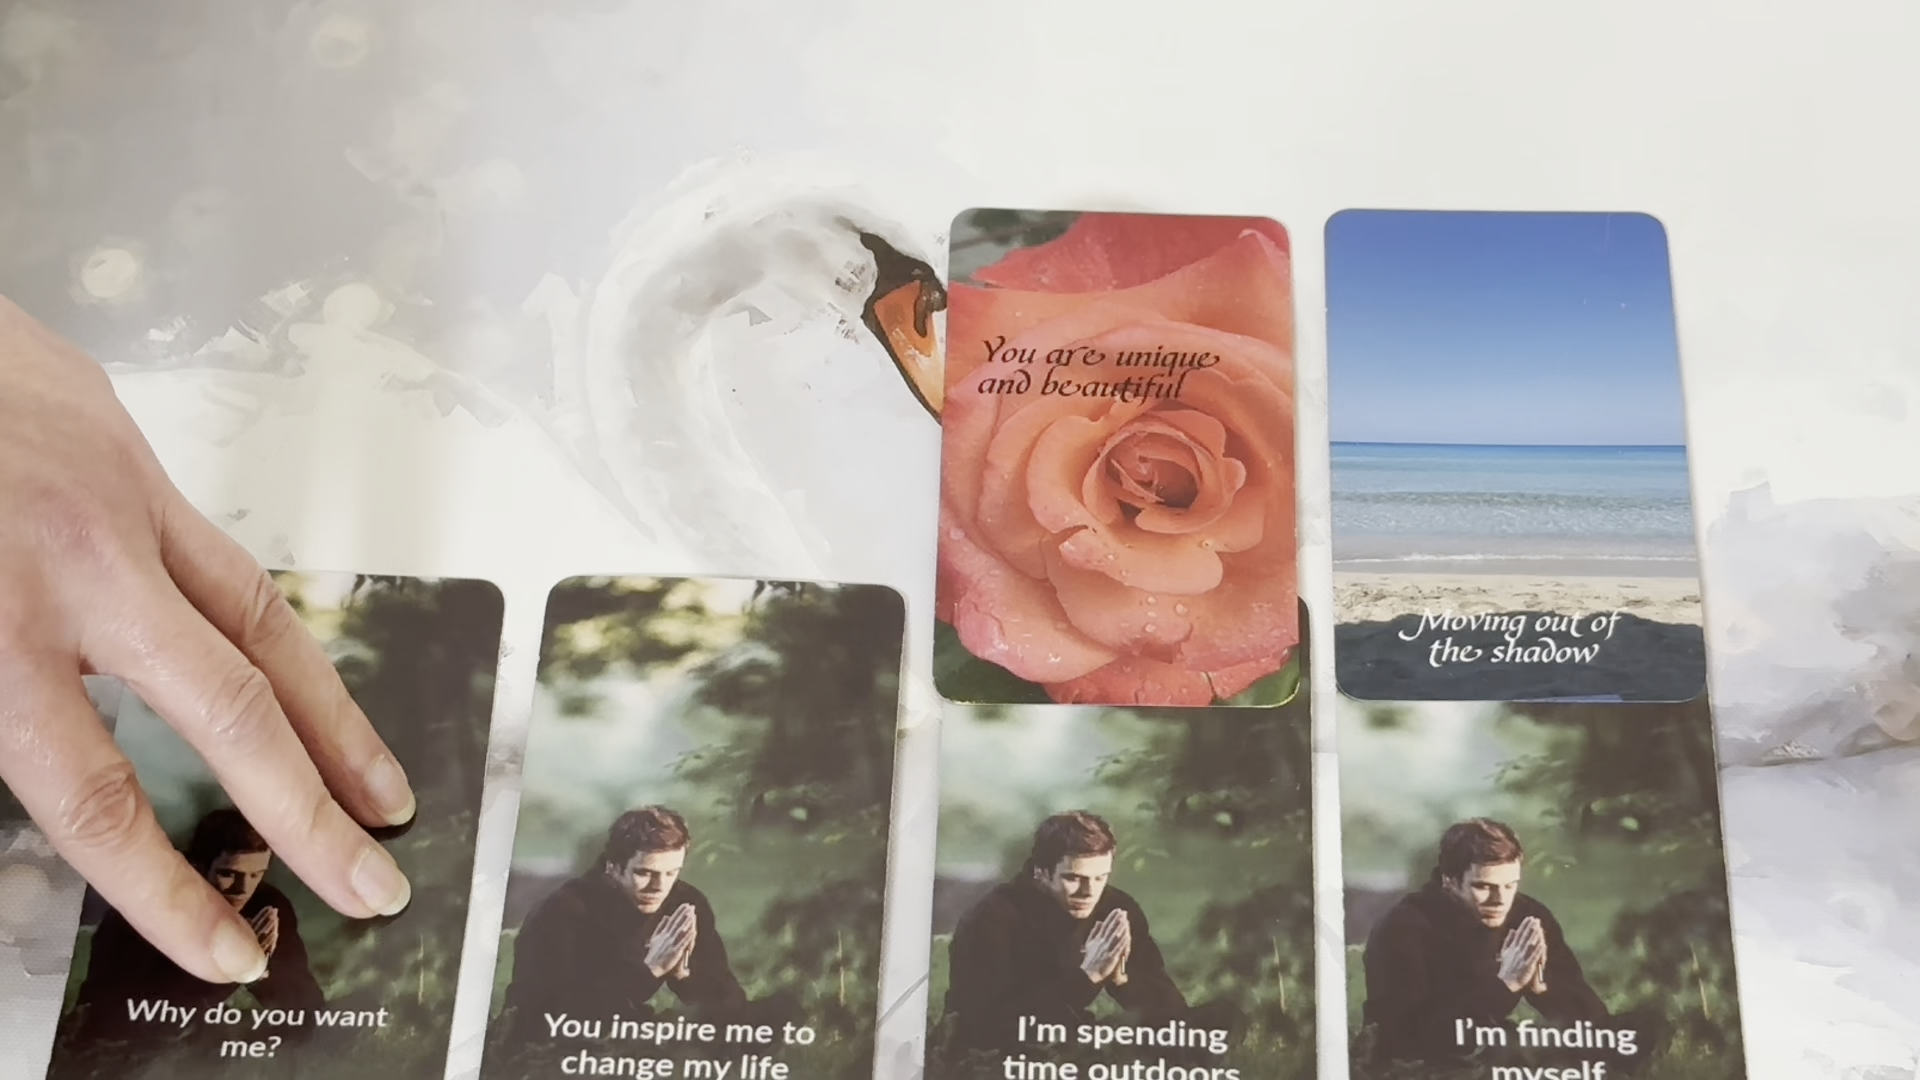 You are unique
and beautiful
Moving out of
the shadow
Why do you want
me?
You inspire me to
change my life
I'm spending
time outdoors
I'm finding
myself